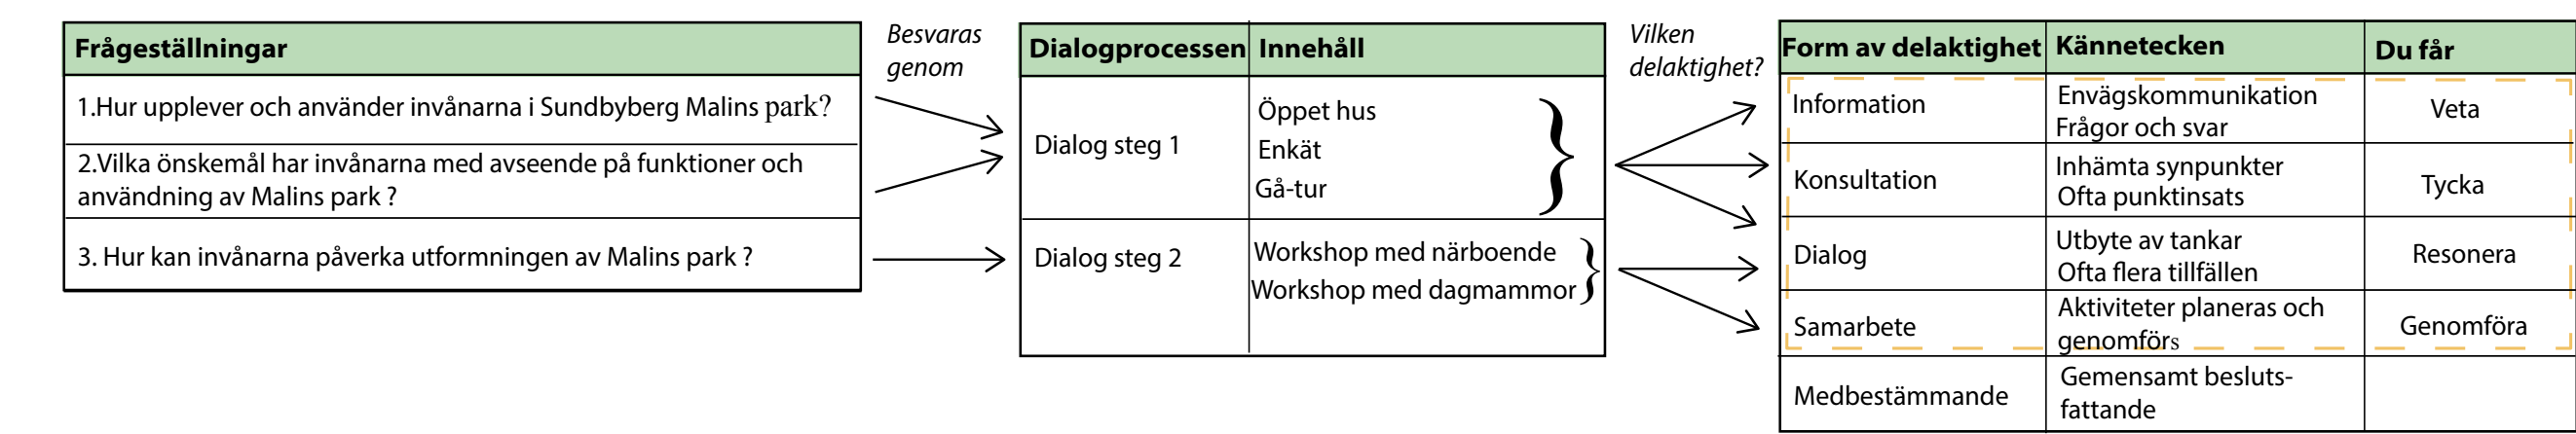 Frågeställningar
1.Hur upplever och använder invånarna i Sundbyberg Malins park?
2.Vilka önskemål har invånarna med avseende på funktioner och
användning av Malins park ?
3. Hur kan invånarna påverka utformningen av Malins park ?
Besvaras
genom
Dialogprocessen Innehåll
Dialog steg 1
Öppet hus
Enkät
Gå-tur
Dialog steg 2
Workshop med närboende
Workshop med dagmammor
Vilken
delaktighet?
Form av delaktighet Kännetecken Du får
Information
Envägskommunikation
Frågor och svar
Veta
Konsultation
Inhämta synpunkter
Ofta punktinsats
Tycka
Dialog
Utbyte av tankar
Ofta flera tillfällen
Resonera
Samarbete
Aktiviteter planeras och
genomförs
Genomföra
Medbestämmande
Gemensamt besluts-
fattande